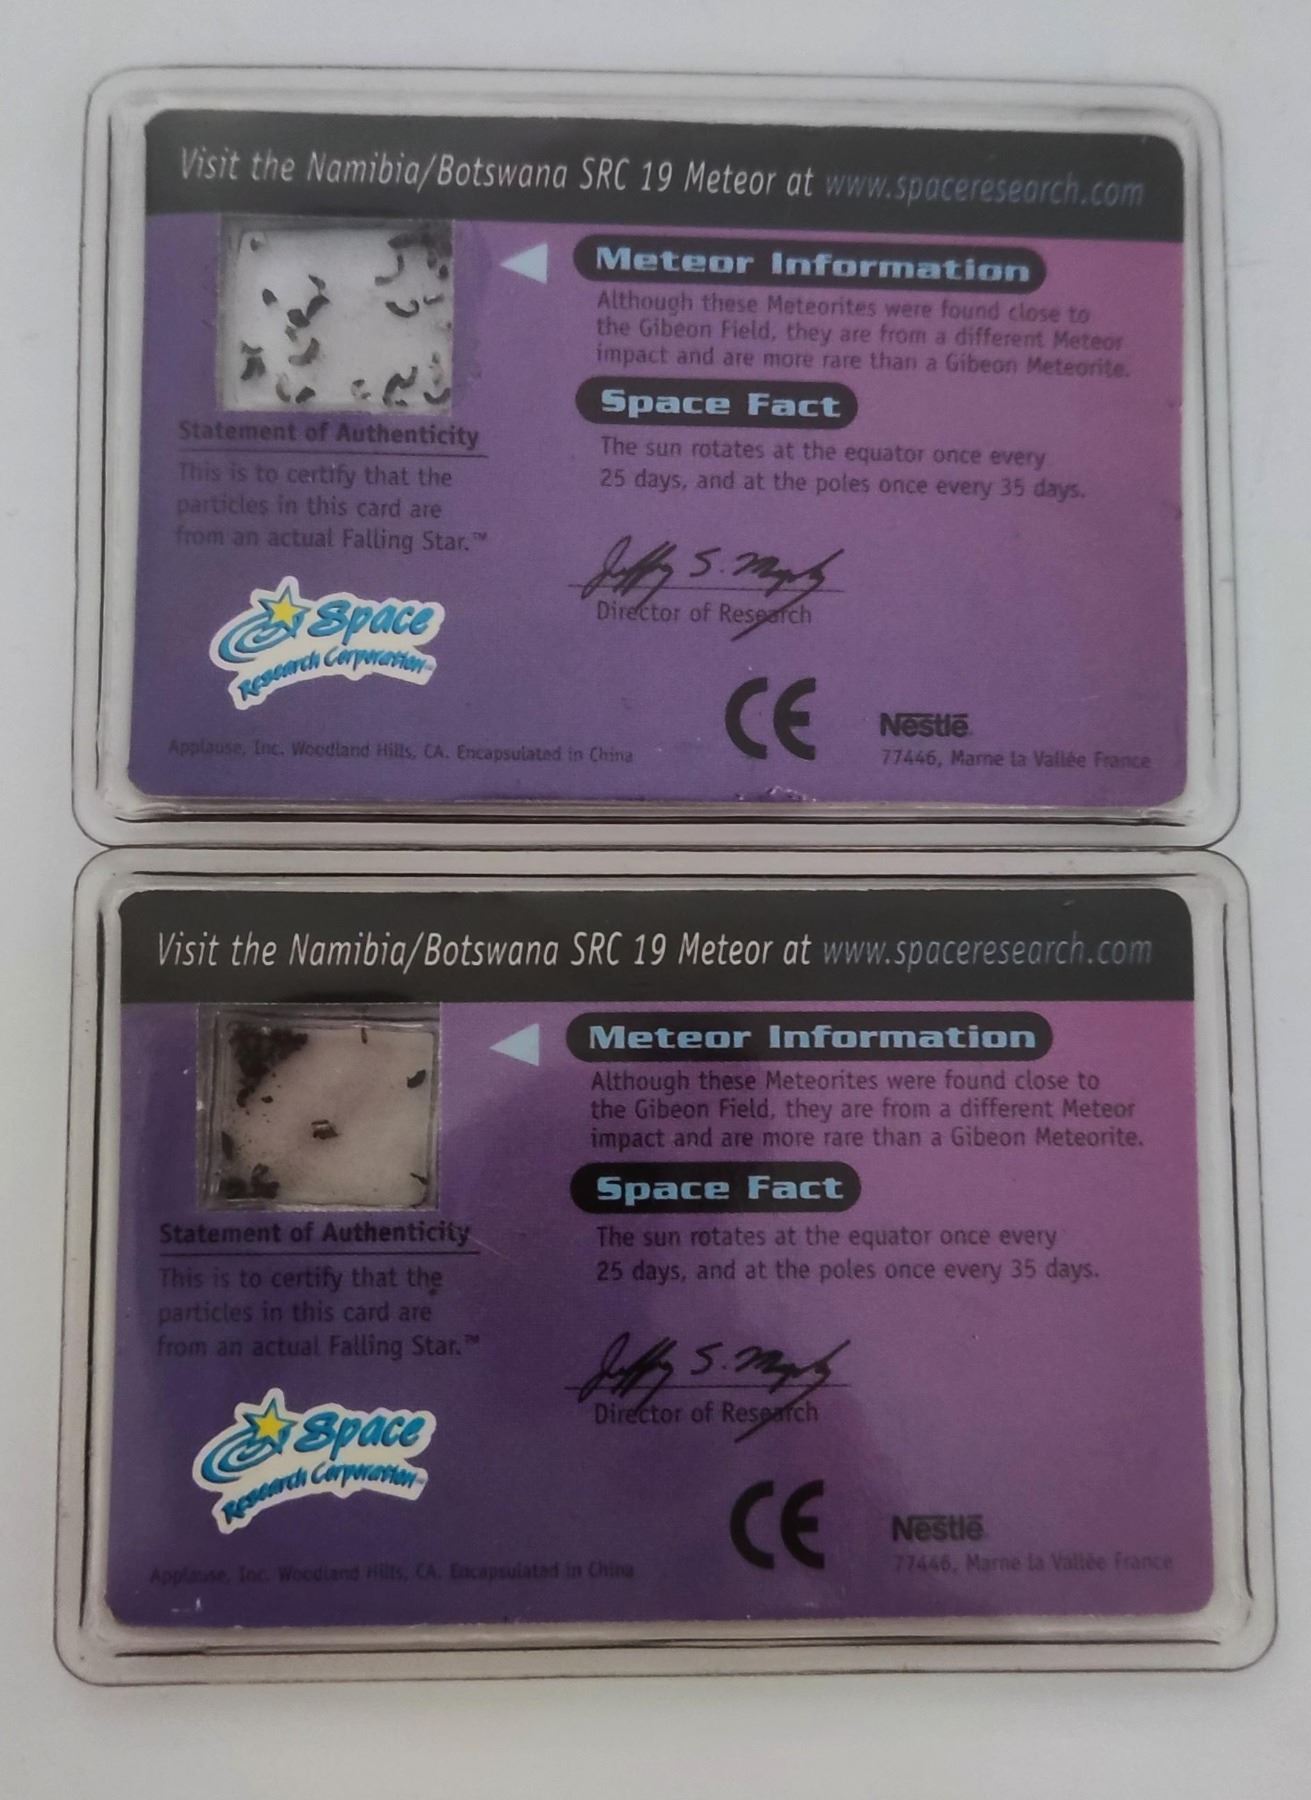 Visit the Namibia/Botswana SRC 19 Meteor at www.spaceresearch.com
Meteor Information
Although these Meteorites were found close to
the Gibeon Field, they are from a different Meteor
impact and are more rare than a Gibeon Meteorite.
Space Fact
The sun rotates at the equator once every
25 days, and at the poles once every 35 days.
Statement of Authenticity
This is to certify that the
particles in this card are
from an actual Falling Star.™
Jeffry S. Murphy
Director of Research
Space
Research Corporation™
CE
Nestlé
77446, Marne la Vallée France
Applause, Inc. Woodland Hills, CA. Encapsulated in China
Visit the Namibia/Botswana SRC 19 Meteor at www.spaceresearch.com
Meteor Information
Although these Meteorites were found close to
the Gibeon Field, they are from a different Meteor
impact and are more rare than a Gibeon Meteorite.
Space Fact
The sun rotates at the equator once every
25 days, and at the poles once every 35 days.
Statement of Authenticity
This is to certify that the
particles in this card are
from an actual Falling Star.™
Jeffry S. Murphy
Director of Research
Space
Research Corporation™
CE
Nestlé
77446, Marne la Vallée France
Applause, Inc. Woodland Hills, CA. Encapsulated in China